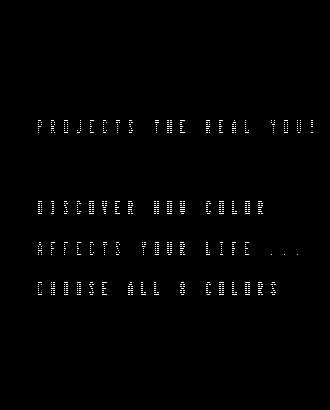 PROJECTS THE REAL YOU!
DISCOVER HOW COLOR
AFFECTS YOUR LIFE ...
CHOOSE ALL 8 COLORS